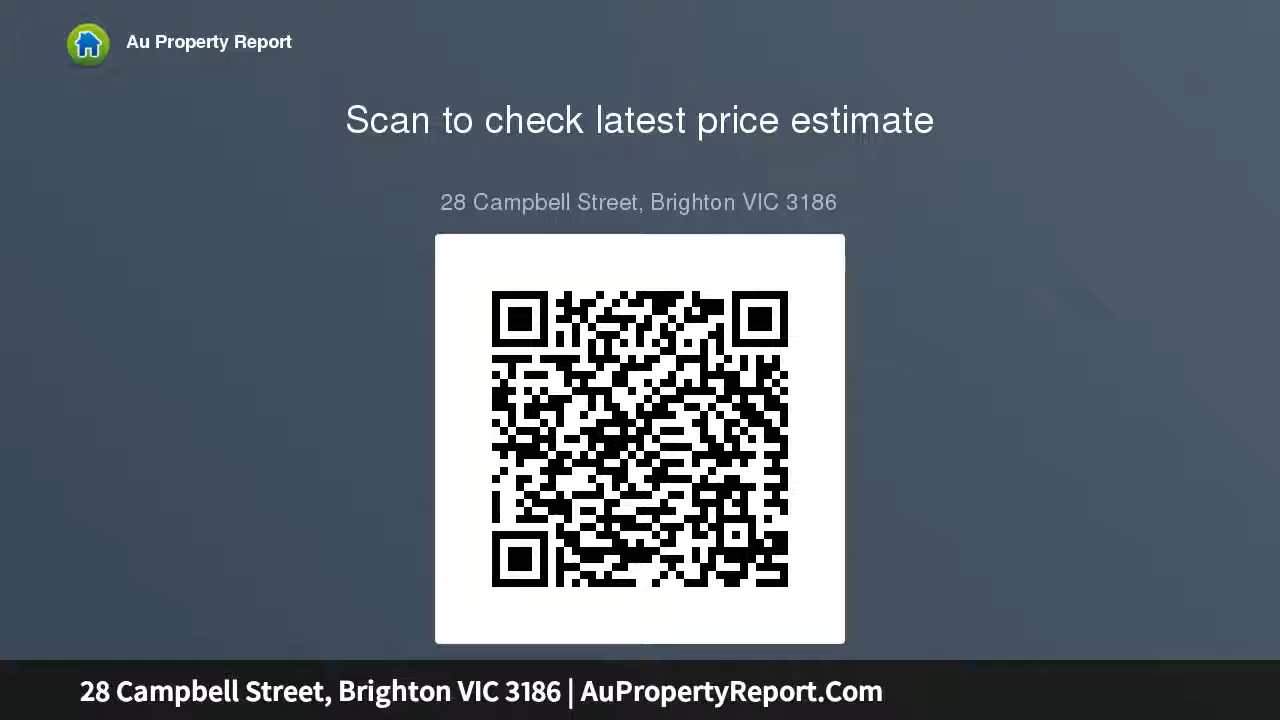 Au Property Report
Scan to check latest price estimate
28 Campbell Street, Brighton VIC 3186
28 Campbell Street, Brighton VIC 3186 | AuPropertyReport.Com